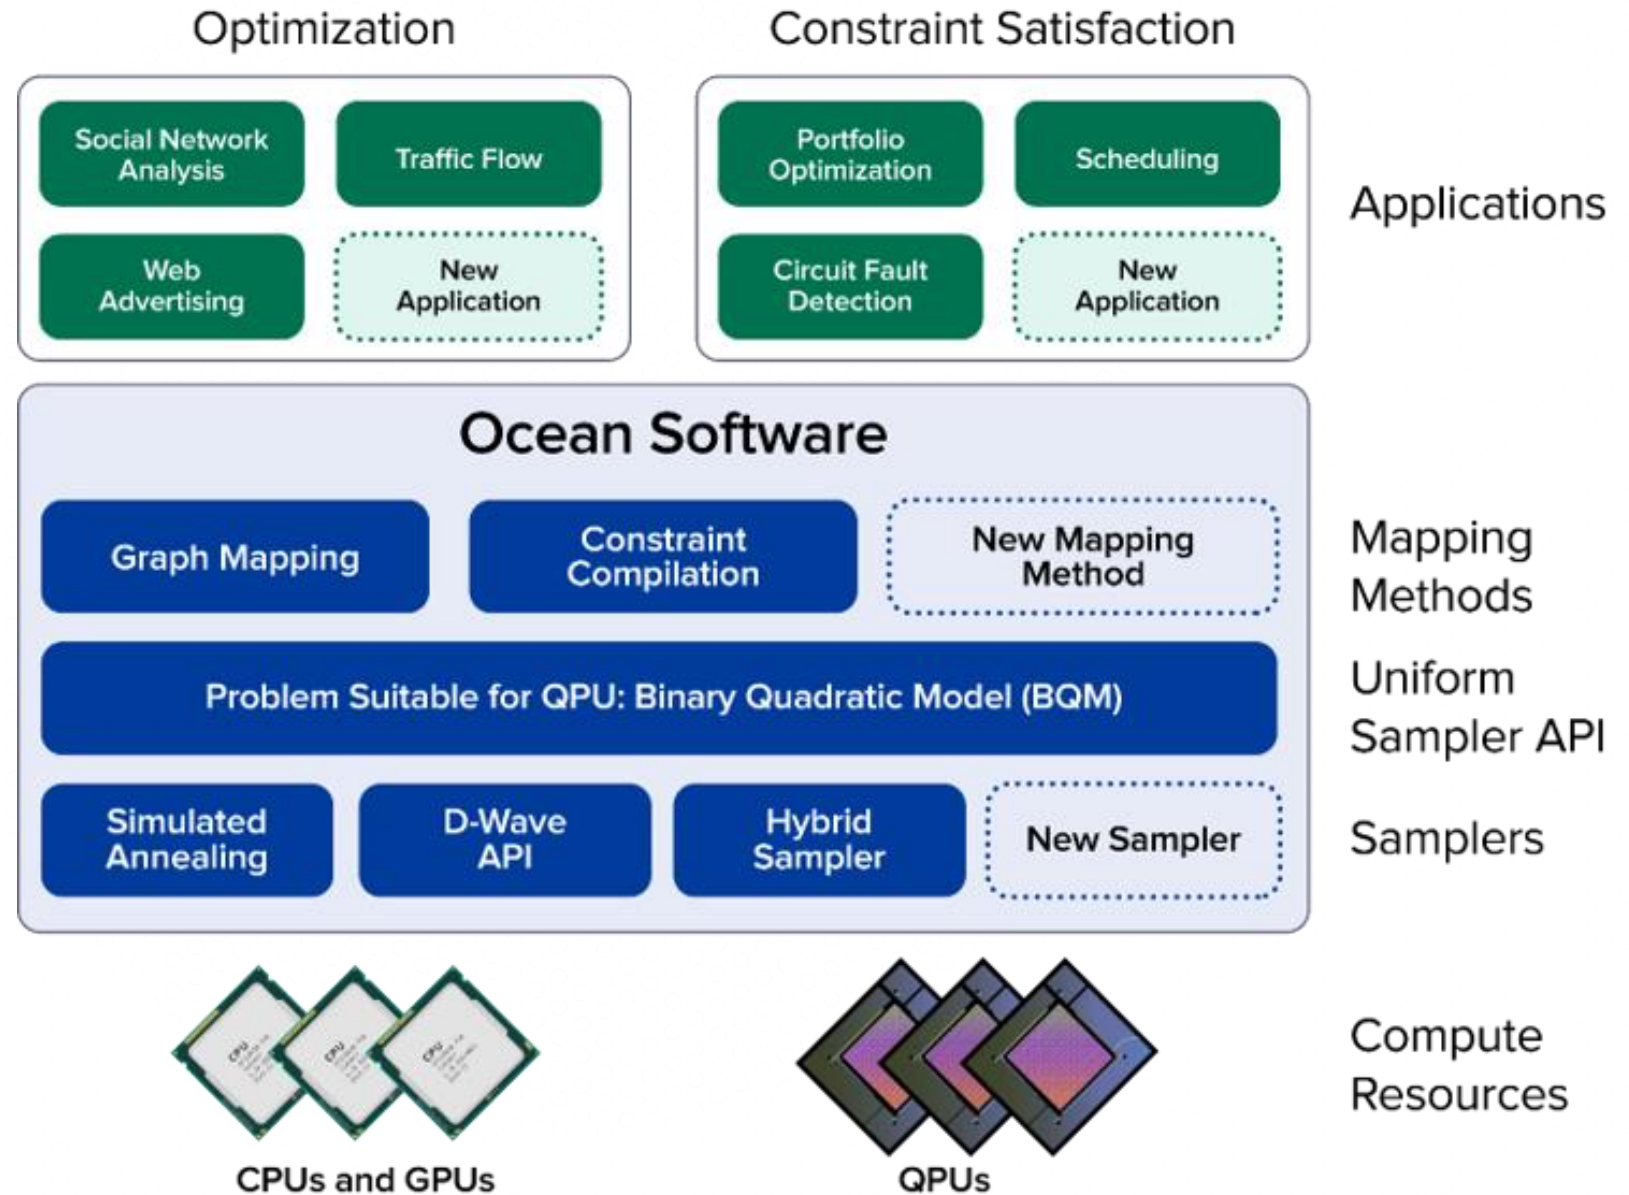 Optimization
Constraint Satisfaction
Social Network
Analysis
Traffic Flow
Portfolio
Optimization
Scheduling
Applications
Web
Advertising
New
Application
Circuit Fault
Detection
New
Application
Ocean Software
Graph Mapping
Constraint
Compilation
New Mapping
Method
Mapping
Methods
Problem Suitable for QPU: Binary Quadratic Model (BQM)
Uniform
Sampler API
Simulated
Annealing
D-Wave
API
Hybrid
Sampler
New Sampler
Samplers
CPU
CPU
CPU
Compute
Resources
CPUs and GPUs
QPUs